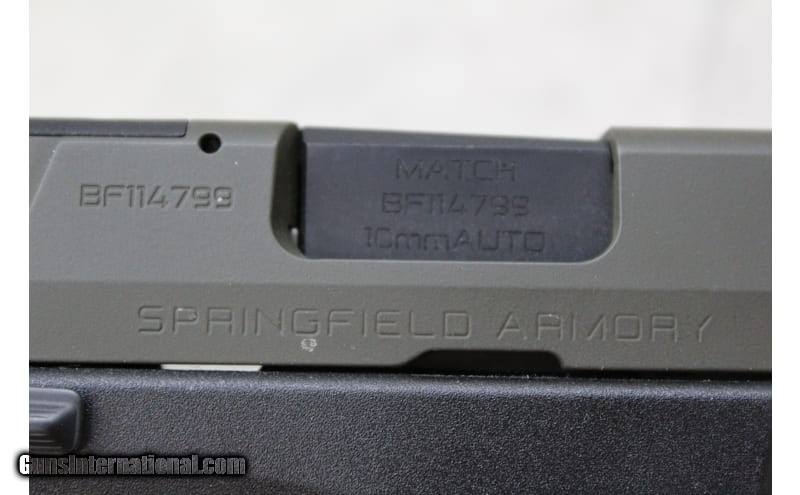 MATCH
BF114799
BF114799
10mmAUTO
SPRINGFIELD ARMORY
GunsInternational.com